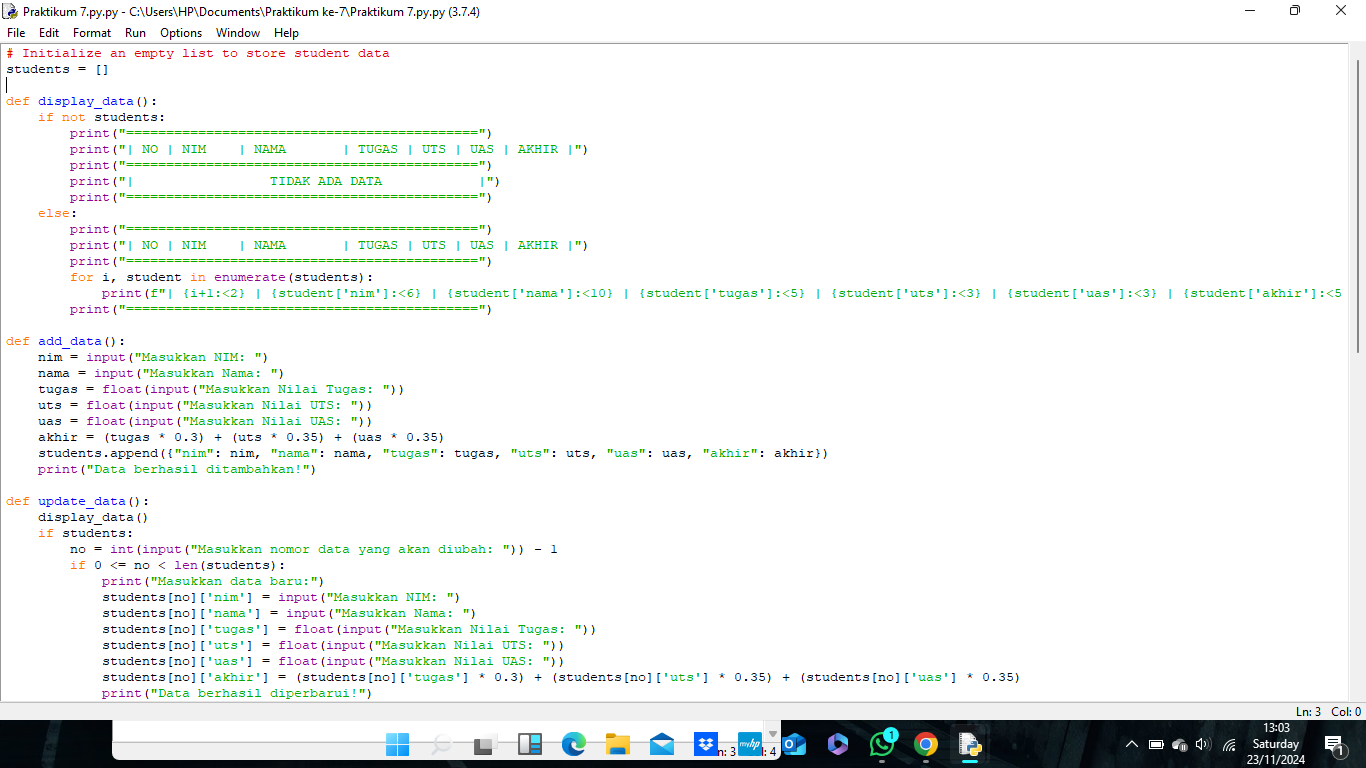 Praktikum 7.py.py - C:\Users\HP\Documents\Praktikum ke-7\Praktikum 7.py.py (3.7.4)
File Edit Format Run Options Window Help
# Initialize an empty list to store student data
students = []
def display_data():
    if not students:
        print("============================================")
        print("| NO | NIM    | NAMA       | TUGAS | UTS | UAS | AKHIR |")
        print("============================================")
        print("|                 TIDAK ADA DATA            |")
        print("============================================")
    else:
        print("============================================")
        print("| NO | NIM    | NAMA       | TUGAS | UTS | UAS | AKHIR |")
        print("============================================")
        for i, student in enumerate(students):
            print(f"| {i+1:<2} | {student['nim']:<6} | {student['nama']:<10} | {student['tugas']:<5} | {student['uts']:<3} | {student['uas']:<3} | {student['akhir']:<5
        print("============================================")
def add_data():
    nim = input("Masukkan NIM: ")
    nama = input("Masukkan Nama: ")
    tugas = float(input("Masukkan Nilai Tugas: "))
    uts = float(input("Masukkan Nilai UTS: "))
    uas = float(input("Masukkan Nilai UAS: "))
    akhir = (tugas * 0.3) + (uts * 0.35) + (uas * 0.35)
    students.append({"nim": nim, "nama": nama, "tugas": tugas, "uts": uts, "uas": uas, "akhir": akhir})
    print("Data berhasil ditambahkan!")
def update_data():
    display_data()
    if students:
        no = int(input("Masukkan nomor data yang akan diubah: ")) - 1
        if 0 <= no < len(students):
            print("Masukkan data baru:")
            students[no]['nim'] = input("Masukkan NIM: ")
            students[no]['nama'] = input("Masukkan Nama: ")
            students[no]['tugas'] = float(input("Masukkan Nilai Tugas: "))
            students[no]['uts'] = float(input("Masukkan Nilai UTS: "))
            students[no]['uas'] = float(input("Masukkan Nilai UAS: "))
            students[no]['akhir'] = (students[no]['tugas'] * 0.3) + (students[no]['uts'] * 0.35) + (students[no]['uas'] * 0.35)
            print("Data berhasil diperbarui!")
Ln: 3 Col: 0
myhp
1
13:03
Saturday
23/11/2024
1